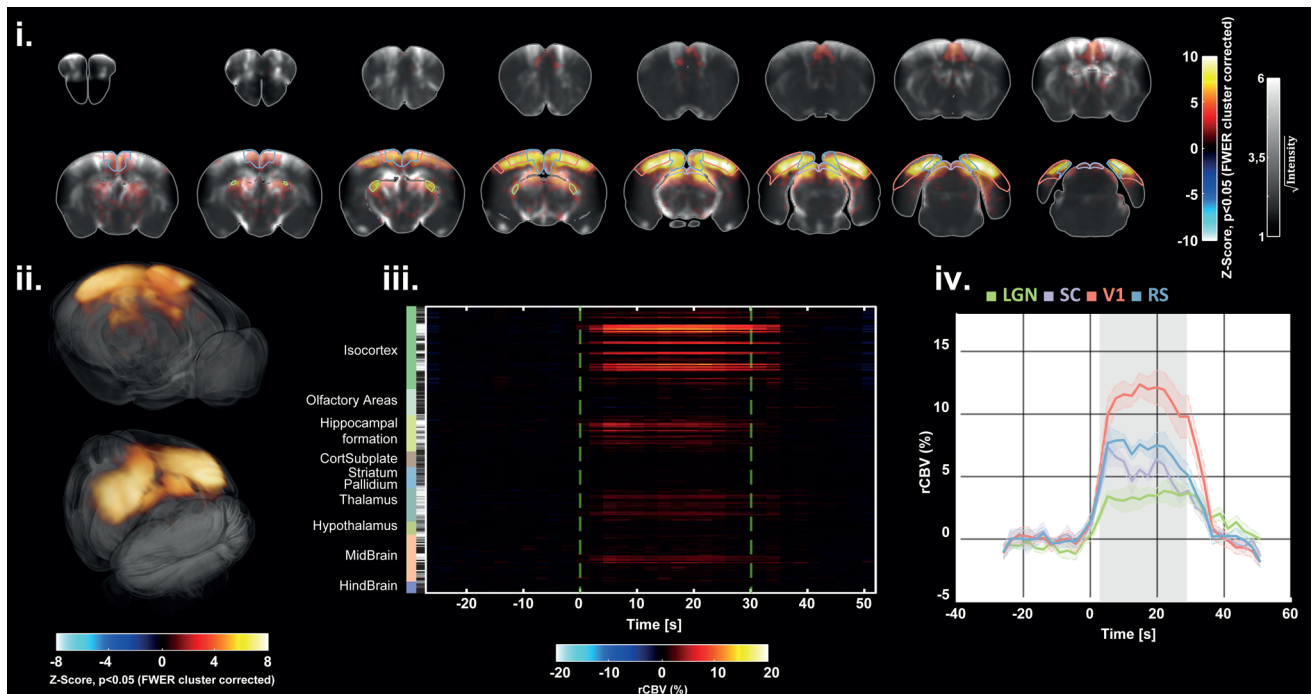 i.
10
5
0
-5
-10
Z-Score, p<0.05 (FWER cluster corrected)
6
3.5
1
√Intensity
ii.
-8 -4 0 4 8
Z-Score, p<0.05 (FWER cluster corrected)
iii.
Isocortex
Olfactory Areas
Hippocampal
formation
CortSubplate
Striatum
Pallidium
Thalamus
Hypothalamus
MidBrain
HindBrain
-20 -10 0 10 20 30 40 50
Time [s]
-20 -10 0 10 20
rCBV (%)
iv.
LGN SC V1 RS
15
10
5
0
-5
rCBV (%)
-40 -20 0 20 40 60
Time [s]